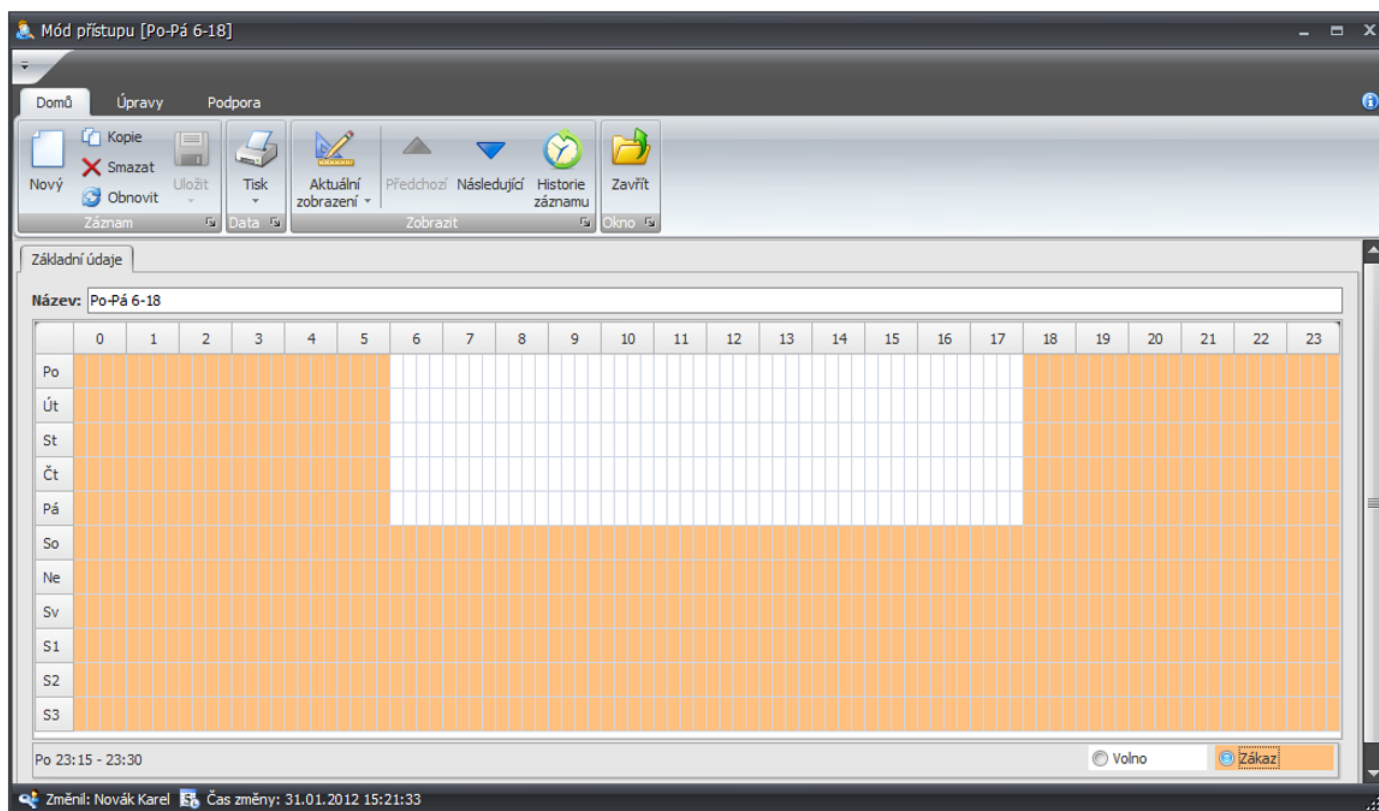 Mód přístupu [Po-Pá 6-18]
Domů Úpravy Podpora
Nový
Kopie
Smazat
Obnovit
Uložit
Tisk
Aktuální zobrazení
Předchozí
Následující
Historie záznamu
Zavřít
Záznam Data Zobrazit Okno
Základní údaje
Název: Po-Pá 6-18
0 1 2 3 4 5 6 7 8 9 10 11 12 13 14 15 16 17 18 19 20 21 22 23
Po
Út
St
Čt
Pá
So
Ne
Sv
S1
S2
S3
Po 23:15 - 23:30 Volno Zákaz
Změnil: Novák Karel Čas změny: 31.01.2012 15:21:33